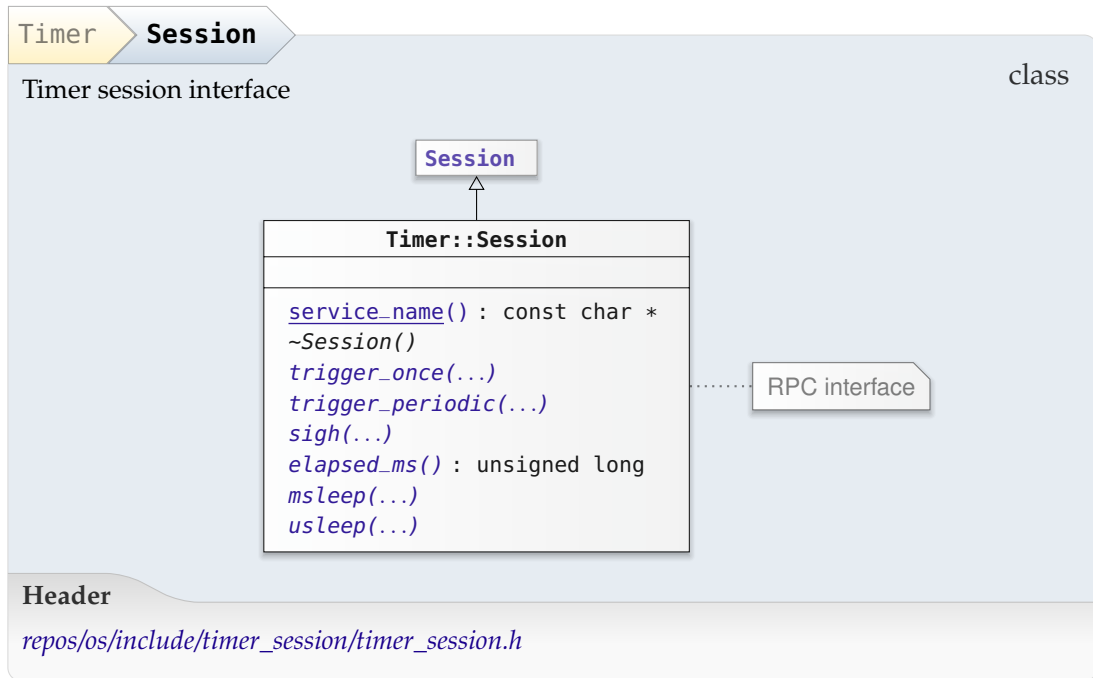 Timer Session
class
Timer session interface
Session
Timer::Session
service_name() : const char *
~Session()
trigger_once(...)
trigger_periodic(...)
sigh(...)
elapsed_ms() : unsigned long
msleep(...)
usleep(...)
RPC interface
Header
repos/os/include/timer_session/timer_session.h